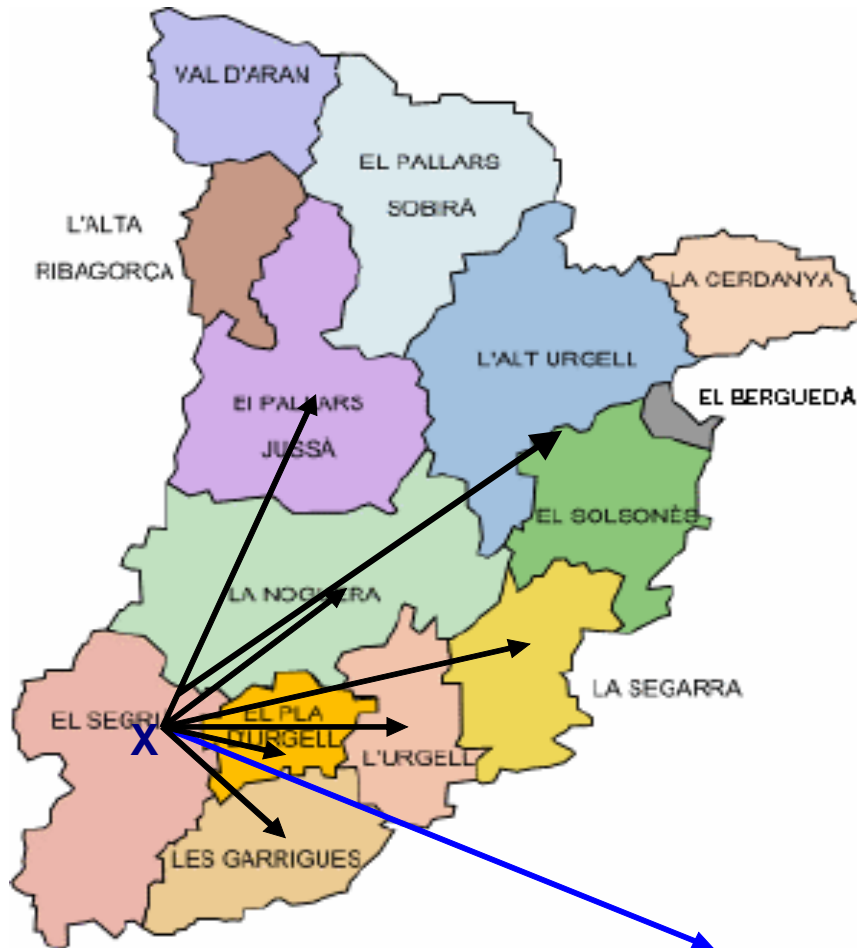 VAL D'ARAN
EL PALLARS
SOBIRÀ
L'ALTA
RIBAGORÇA
LA CERDANYA
L'ALT URGELL
EL BERGUEDÀ
El PALLARS
JUSSÀ
EL SOLSONÈS
LA NOGUERA
LA SEGARRA
EL SEGRIÀ
X
EL PLA
D'URGELL
L'URGELL
LES GARRIGUES